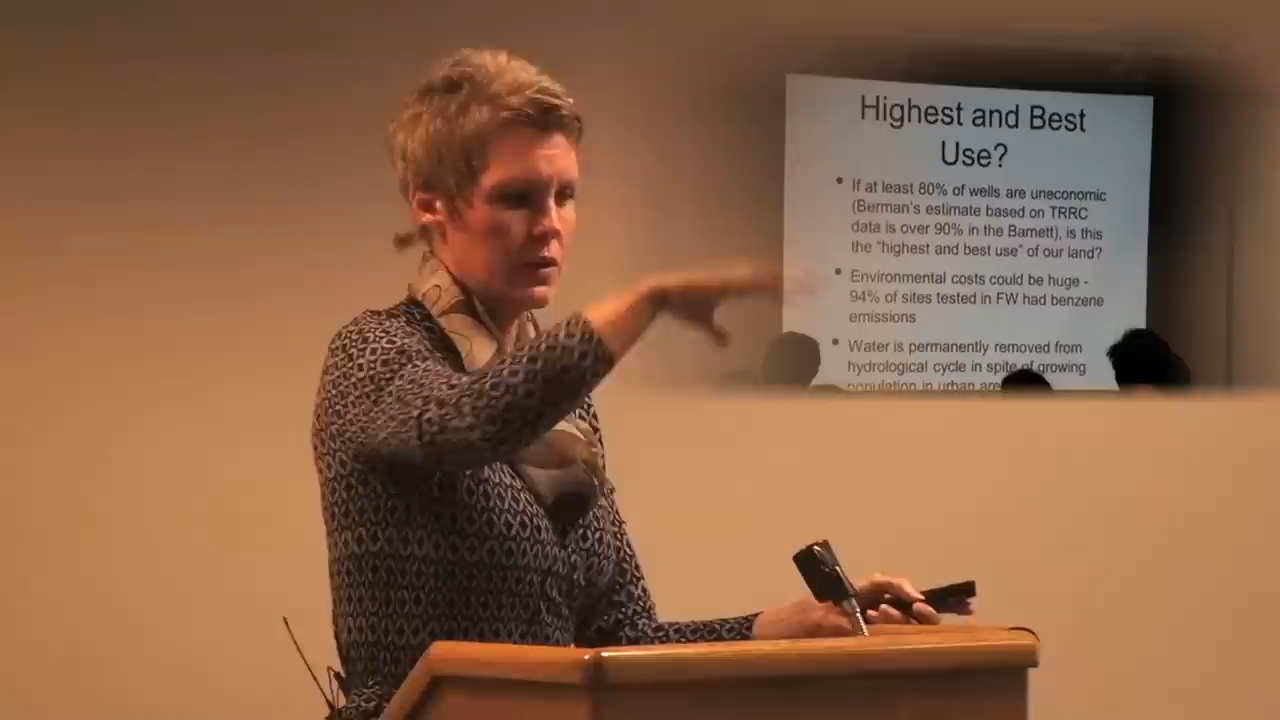 Highest and Best
Use?
• If at least 80% of wells are uneconomic
(Berman's estimate based on TRRC
data is over 90% in the Barnett), is this
the "highest and best use" of our land?
• Environmental costs could be huge -
94% of sites tested in FW had benzene
emissions
• Water is permanently removed from
hydrological cycle in spite of growing
population in urban